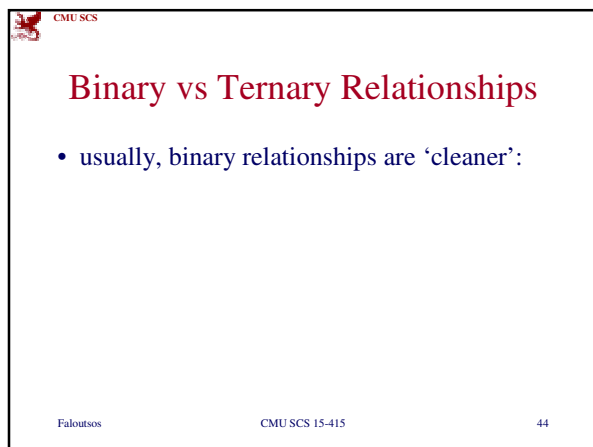 CMU SCS
Binary vs Ternary Relationships
• usually, binary relationships are ‘cleaner’:
Faloutsos CMU SCS 15-415 44